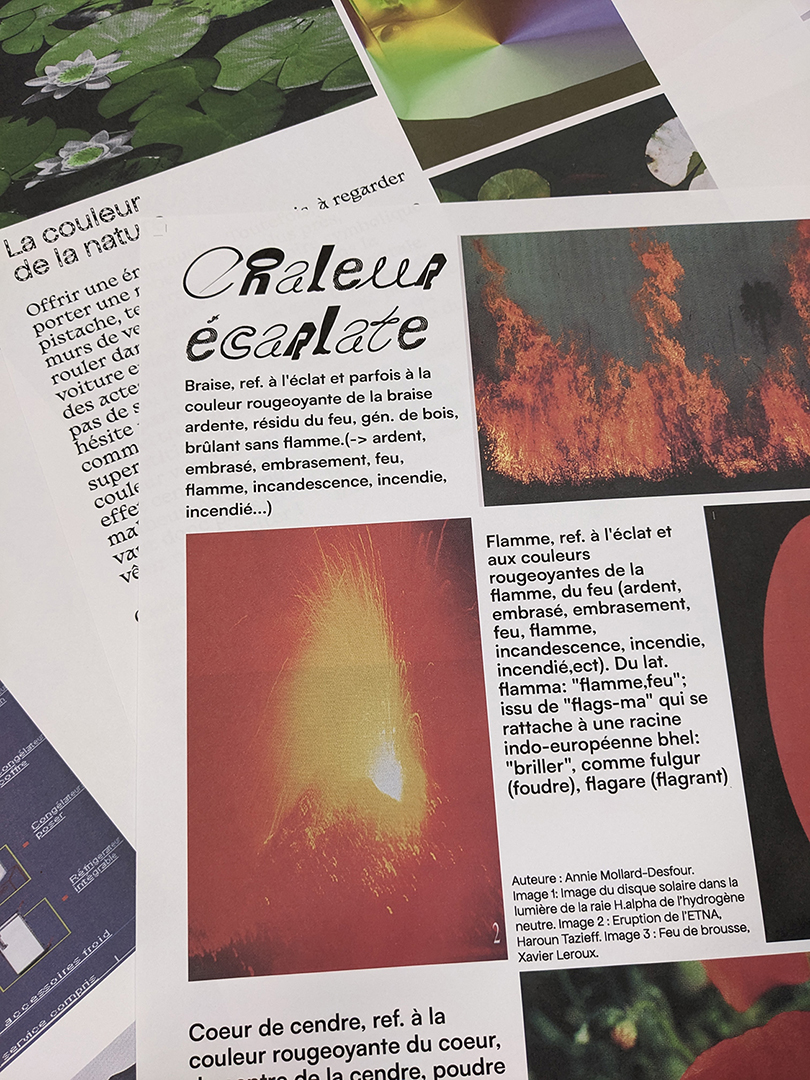 La couleur
de la natu
à regarder
Offrir une ér
porter une
pistache, te
murs de ve
rouler dan
voiture e
des acte
pas de s
hésite
comm
super
coule
effe
ma
va
vê
Chaleur
écarlate
Braise, ref. à l'éclat et parfois à la
couleur rougeoyante de la braise
ardente, résidu du feu, gén. de bois,
brûlant sans flamme.(-> ardent,
embrasé, embrasement, feu,
flamme, incandescence, incendie,
incendié...)
Flamme, ref. à l'éclat et
aux couleurs
rougeoyantes de la
flamme, du feu (ardent,
embrasé, embrasement,
feu, flamme,
incandescence, incendie,
incendié,ect). Du lat.
flamma: "flamme,feu";
issu de "flags-ma" qui se
rattache à une racine
indo-européenne bhel:
"briller", comme fulgur
(foudre), flagare (flagrant)
2
Auteure : Annie Mollard-Desfour.
Image 1: Image du disque solaire dans la
lumière de la raie H.alpha de l'hydrogène
neutre. Image 2 : Eruption de l'ETNA,
Haroun Tazieff. Image 3 : Feu de brousse,
Xavier Leroux.
Coeur de cendre, ref. à la
couleur rougeoyante du coeur,
centre de la cendre, poudre
ongélateur
coffre
Congélateur
poser
Réfrigérateur
intégrable
accessoires froid
service compris